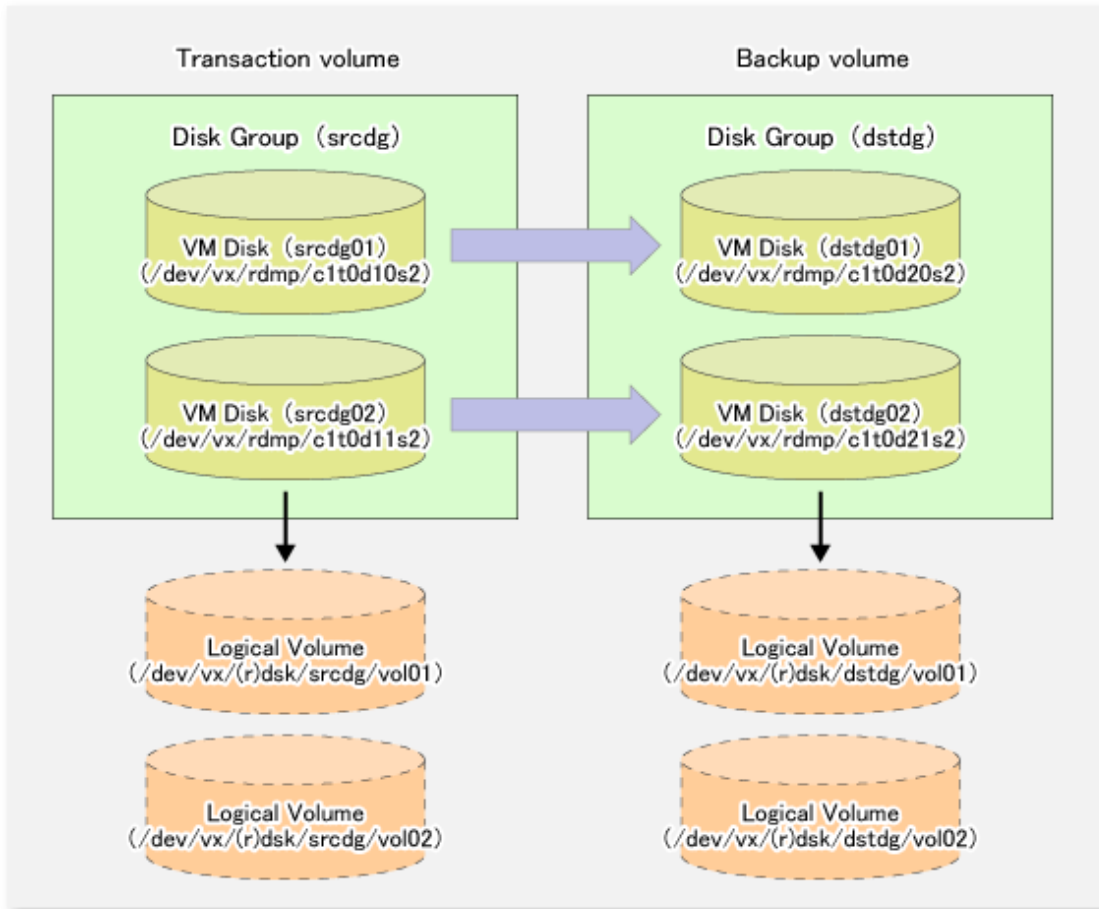 Transaction volume
Backup volume
Disk Group (srcdg)
Disk Group (dstdg)
VM Disk (srcdg01)
(/dev/vx/rdmp/c1t0d10s2)
VM Disk (dstdg01)
(/dev/vx/rdmp/c1t0d20s2)
VM Disk (srcdg02)
(/dev/vx/rdmp/c1t0d11s2)
VM Disk (dstdg02)
(/dev/vx/rdmp/c1t0d21s2)
Logical Volume
(/dev/vx/(r)dsk/srcdg/vol01)
Logical Volume
(/dev/vx/(r)dsk/dstdg/vol01)
Logical Volume
(/dev/vx/(r)dsk/srcdg/vol02)
Logical Volume
(/dev/vx/(r)dsk/dstdg/vol02)